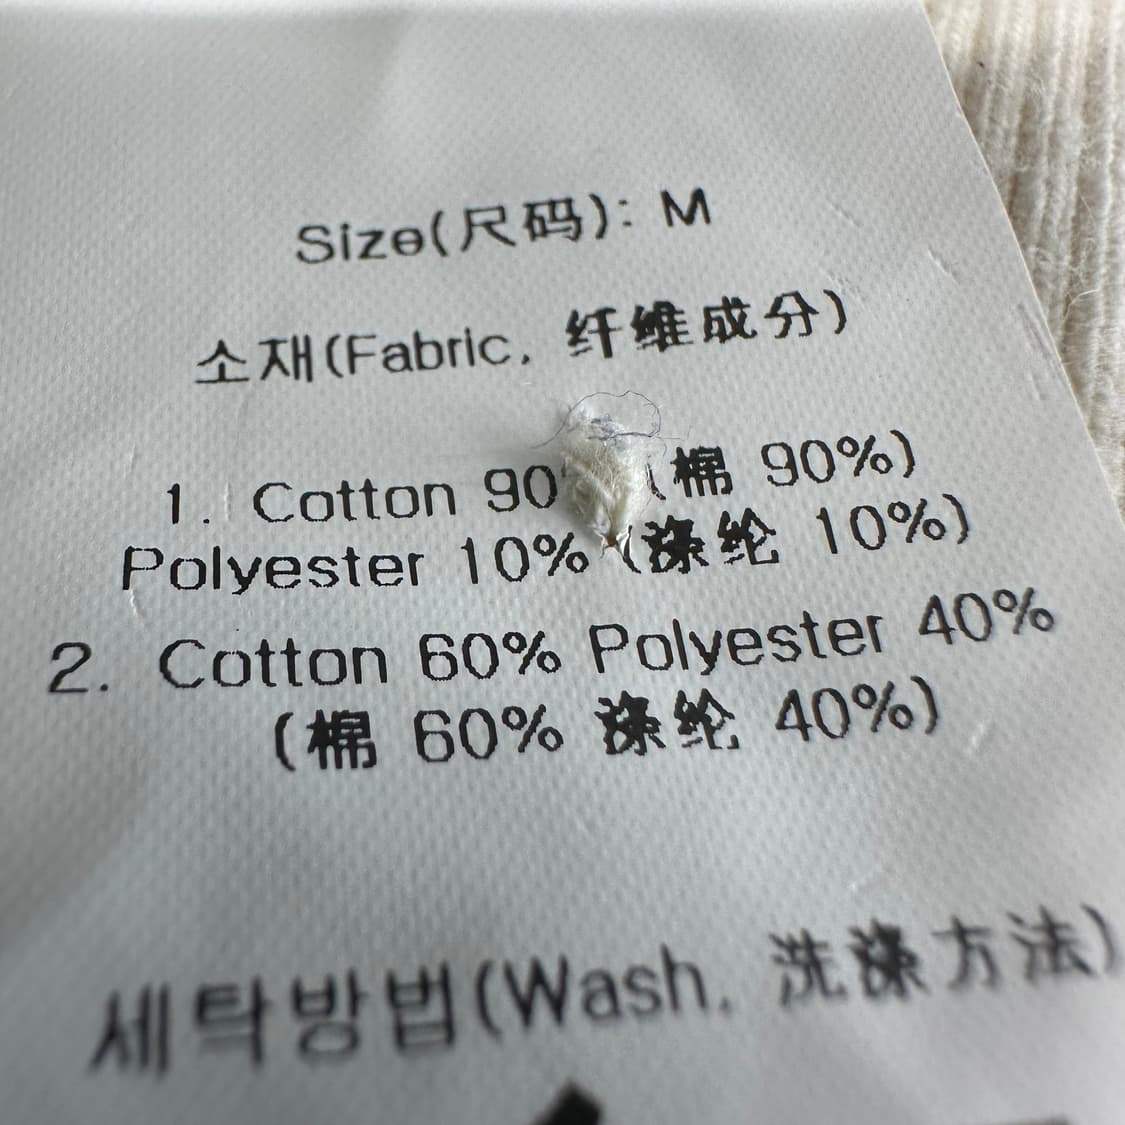 Size(尺码): M
소재(Fabric, 纤维成分)
1. Cotton 90 (棉 90%)
Polyester 10% (涤纶 10%)
2. Cotton 60% Polyester 40%
(棉 60% 涤纶 40%)
세탁방법(Wash, 洗涤方法)